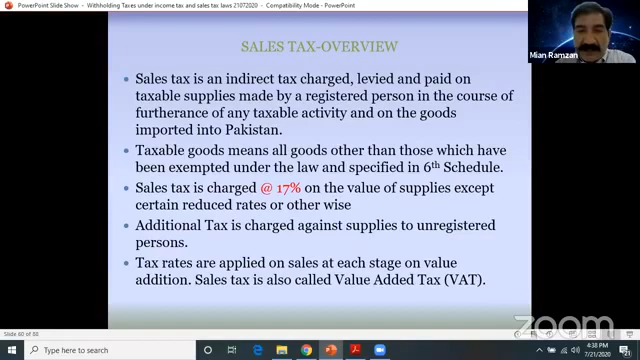 PowerPoint Slide Show - Withholding Taxes under income tax and sales tax laws 21072020 - Compatibility Mode - PowerPoint
Mian Ramzan
SALES TAX-OVERVIEW
• Sales tax is an indirect tax charged, levied and paid on
taxable supplies made by a registered person in the course of
furtherance of any taxable activity and on the goods
imported into Pakistan.
• Taxable goods means all goods other than those which have
been exempted under the law and specified in 6th Schedule.
• Sales tax is charged @ 17% on the value of supplies except
certain reduced rates or other wise
• Additional Tax is charged against supplies to unregistered
persons.
• Tax rates are applied on sales at each stage on value
addition. Sales tax is also called Value Added Tax (VAT).
zoom
Slide 60 of 88
Type here to search
4:38 PM
7/21/2020